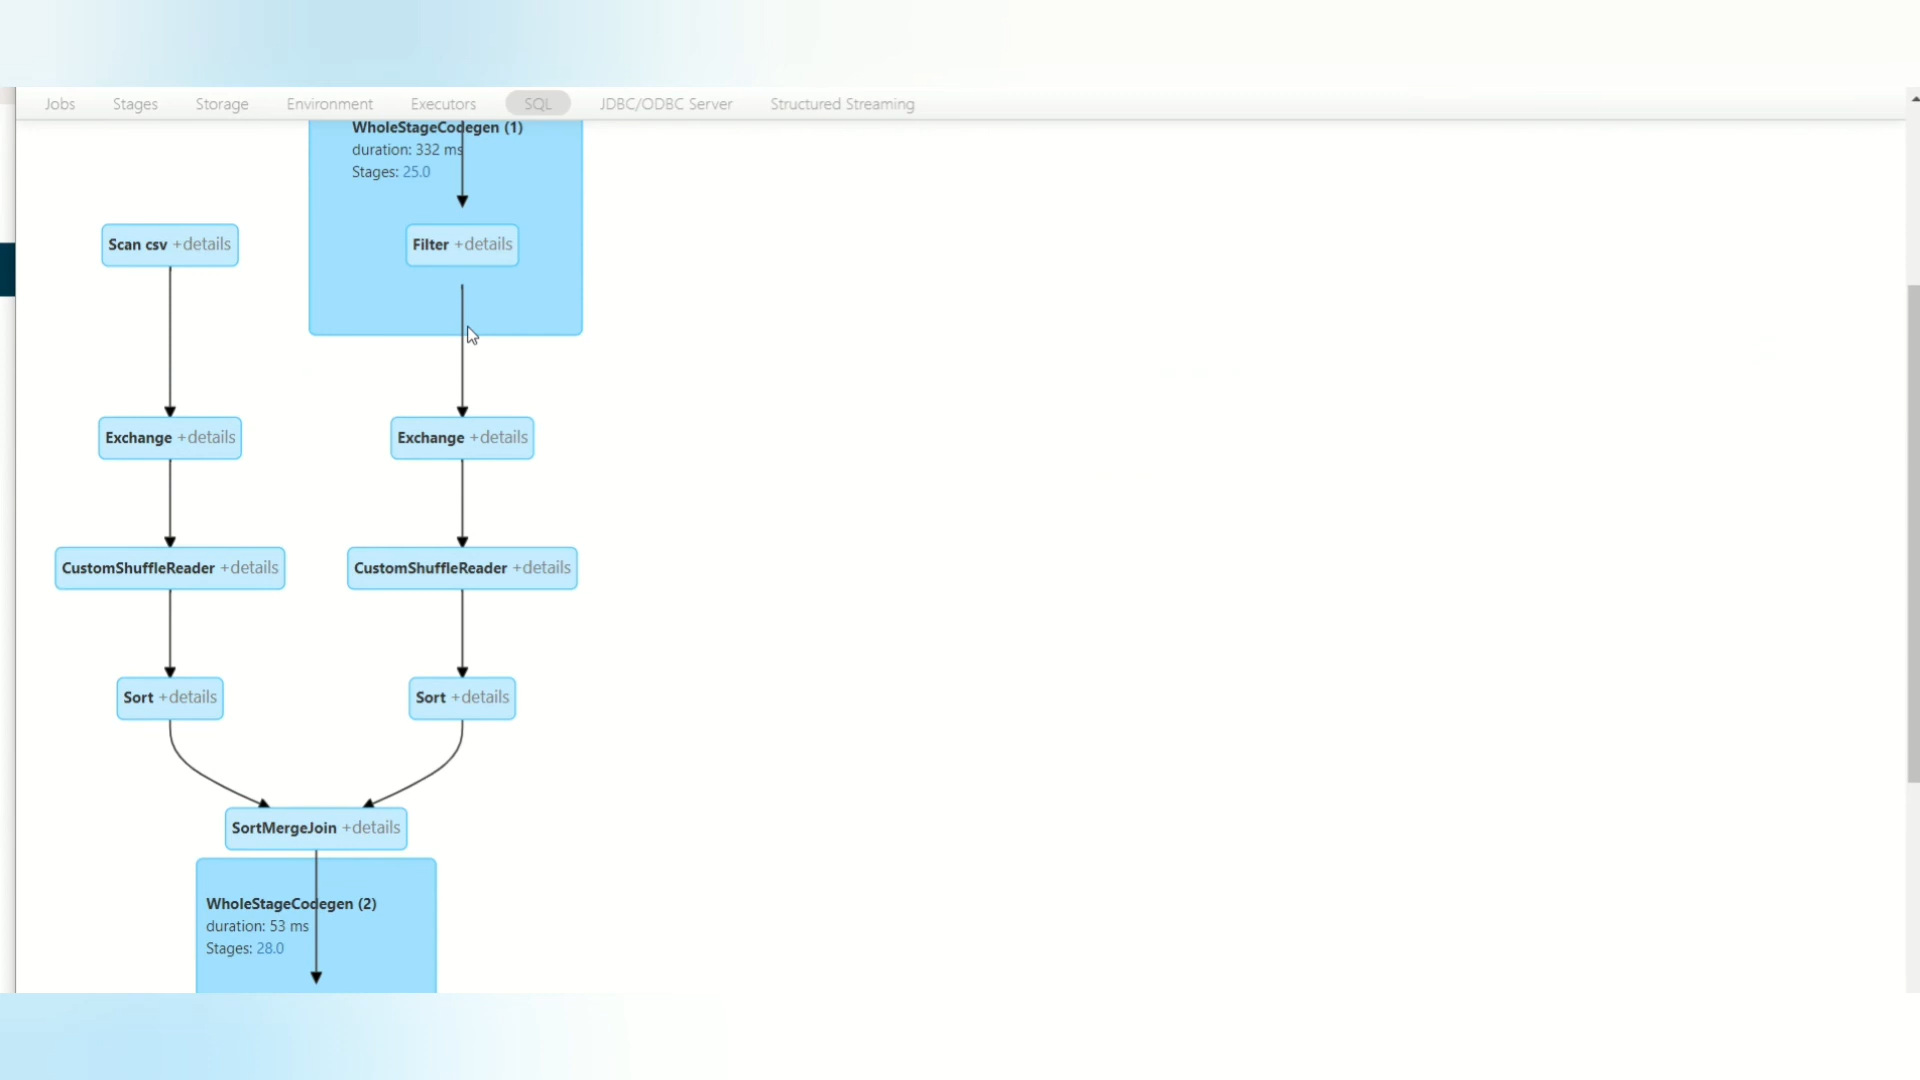 Jobs Stages Storage Environment Executors SQL JDBC/ODBC Server Structured Streaming
WholeStageCodegen (1)
duration: 332 ms
Stages: 25.0
Scan csv +details
Filter +details
Exchange +details
Exchange +details
CustomShuffleReader +details
CustomShuffleReader +details
Sort +details
Sort +details
SortMergeJoin +details
WholeStageCodegen (2)
duration: 53 ms
Stages: 28.0